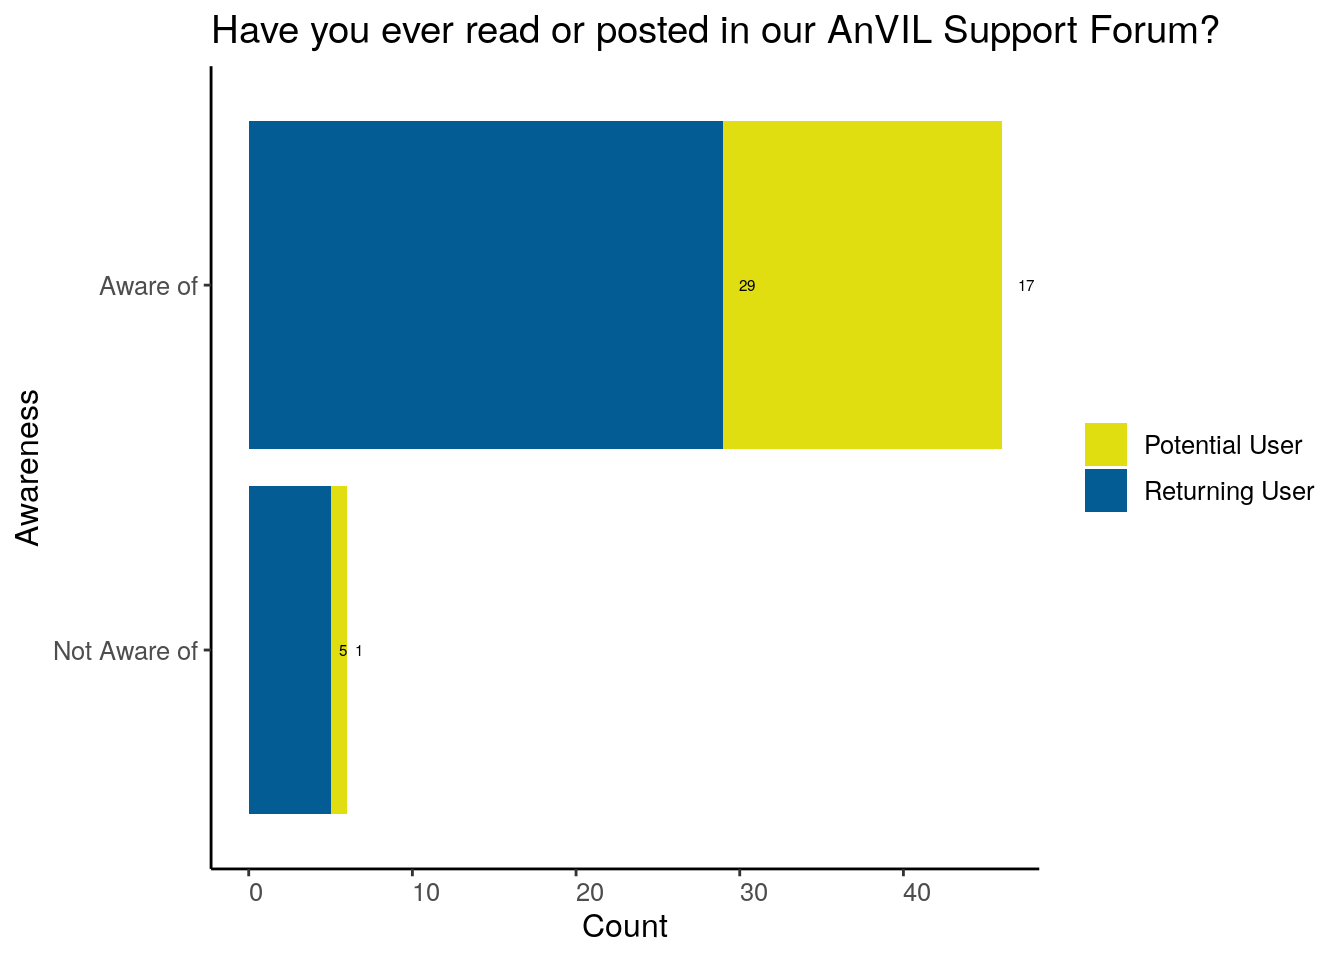 Have you ever read or posted in our AnVIL Support Forum?
Awareness
Aware of
29
17
Not Aware of
5 1
0 10 20 30 40
Count
Potential User
Returning User